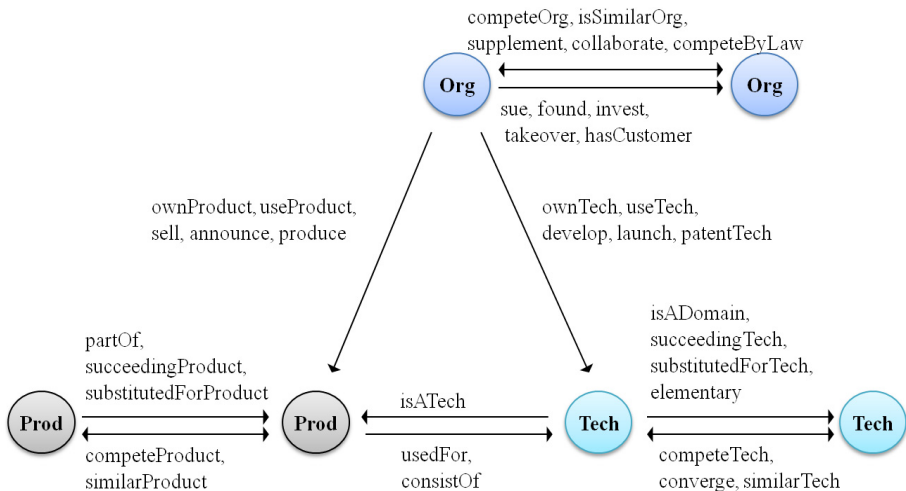 competeOrg, isSimilarOrg,
supplement, collaborate, competeByLaw
Org
Org
sue, found, invest,
takeover, hasCustomer
ownProduct, useProduct,
sell, announce, produce
ownTech, useTech,
develop, launch, patentTech
partOf,
succeedingProduct,
substitutedForProduct
isATech
isADomain,
succeedingTech,
substitutedForTech,
elementary
Prod
Prod
Tech
Tech
competeProduct,
similarProduct
usedFor,
consistOf
competeTech,
converge, similarTech